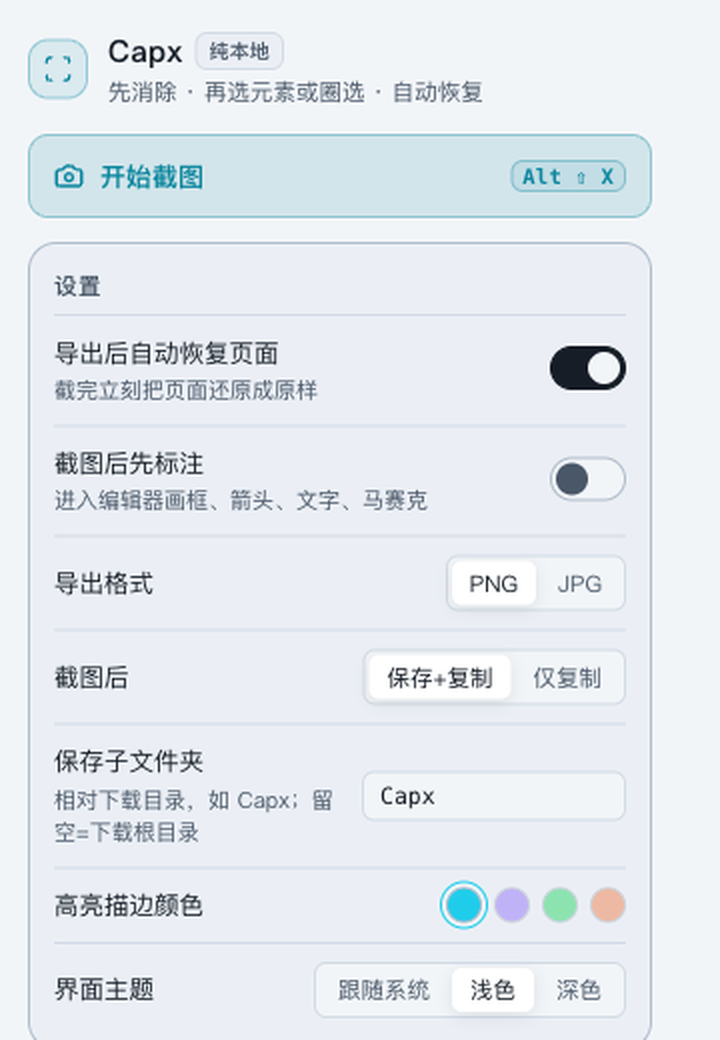 Capx 纯本地
先消除 · 再选元素或圈选 · 自动恢复
开始截图 Alt ⇧ X
设置
导出后自动恢复页面
截完立刻把页面还原成原样
截图后先标注
进入编辑器画框、箭头、文字、马赛克
导出格式 PNG JPG
截图后 保存+复制 仅复制
保存子文件夹
相对下载目录，如 Capx；留
空=下载根目录
Capx
高亮描边颜色
界面主题 跟随系统 浅色 深色